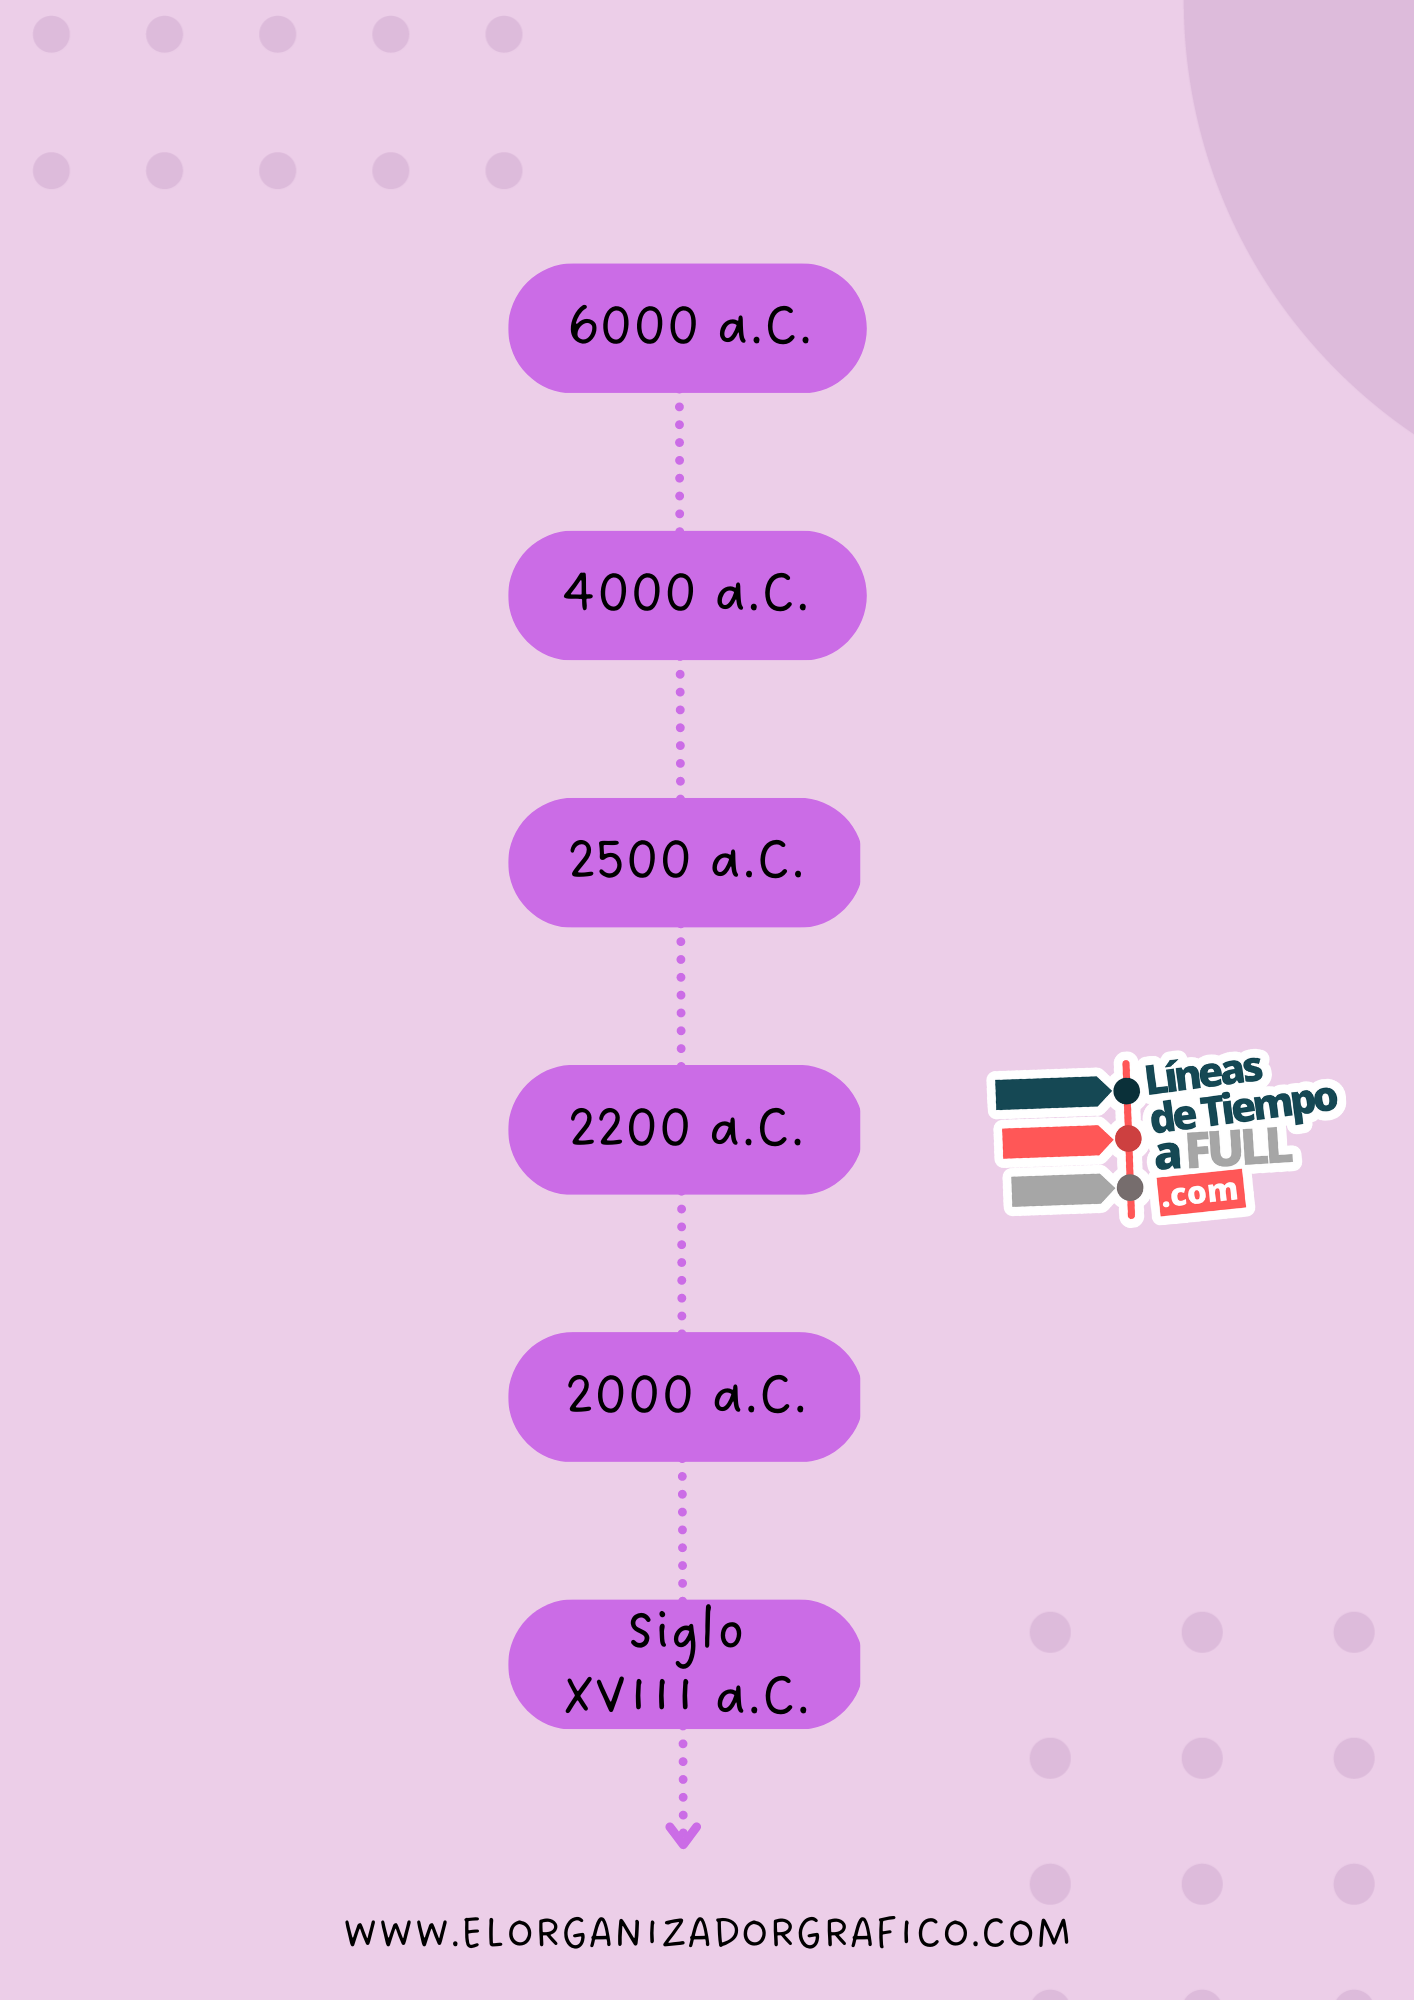 6000 a.C.
4000 a.C.
2500 a.C.
2200 a.C.
Líneas
de Tiempo
a FULL
.com
2000 a.C.
Siglo
XVIII a.C.
WWW.ELORGANIZADORGRAFICO.COM